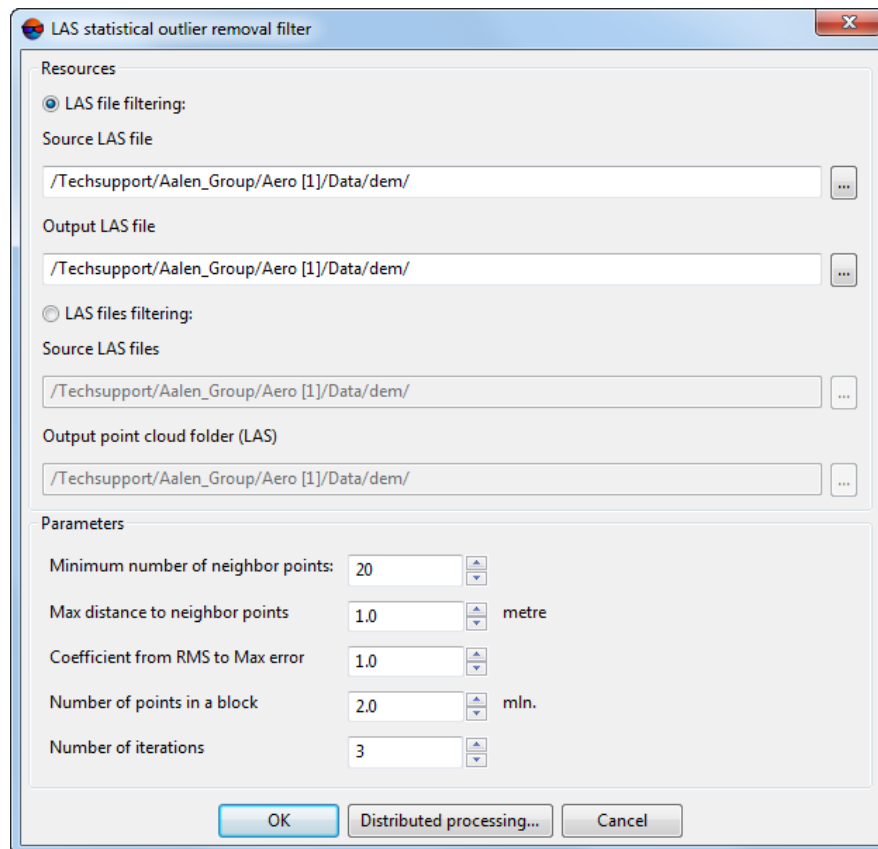 LAS statistical outlier removal filter
Resources
LAS file filtering:
Source LAS file
/Techsupport/Aalen_Group/Aero [1]/Data/dem/ ...
Output LAS file
/Techsupport/Aalen_Group/Aero [1]/Data/dem/ ...
LAS files filtering:
Source LAS files
/Techsupport/Aalen_Group/Aero [1]/Data/dem/ ...
Output point cloud folder (LAS)
/Techsupport/Aalen_Group/Aero [1]/Data/dem/ ...
Parameters
Minimum number of neighbor points: 20
Max distance to neighbor points 1.0 metre
Coefficient from RMS to Max error 1.0
Number of points in a block 2.0 mln.
Number of iterations 3
OK Distributed processing... Cancel